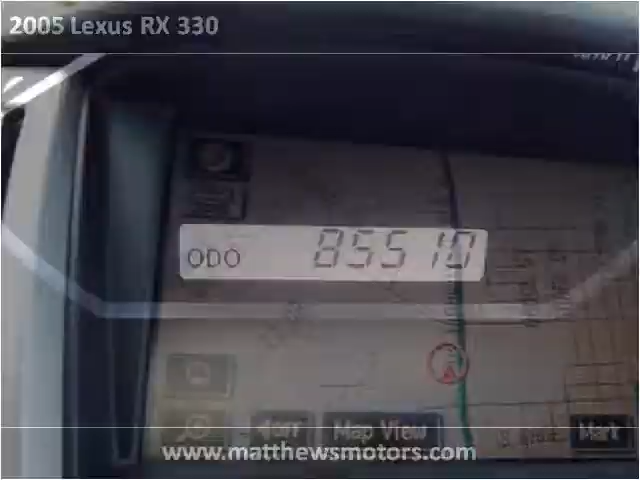 2005 Lexus RX 330
ODO 85510
Map View
Mark
www.matthewsmotors.com